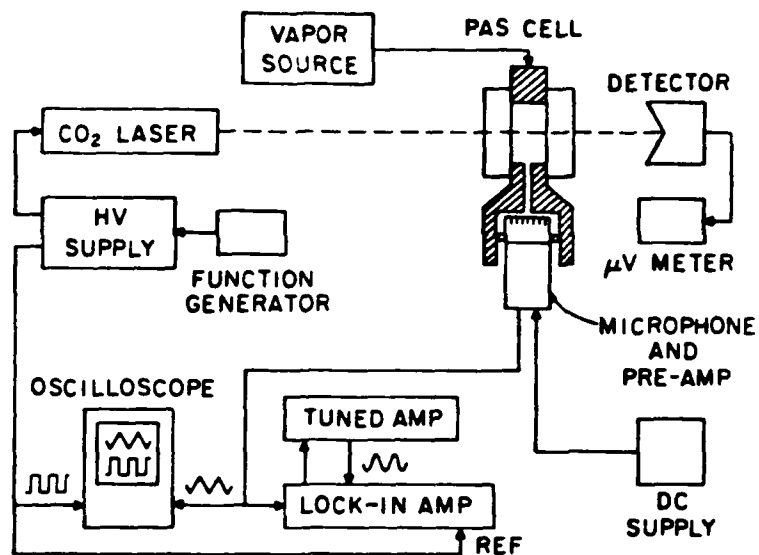 VAPOR
SOURCE
PAS CELL
DETECTOR
CO₂ LASER
HV
SUPPLY
FUNCTION
GENERATOR
μV METER
MICROPHONE
AND
PRE-AMP
OSCILLOSCOPE
TUNED AMP
LOCK-IN AMP
REF
DC
SUPPLY